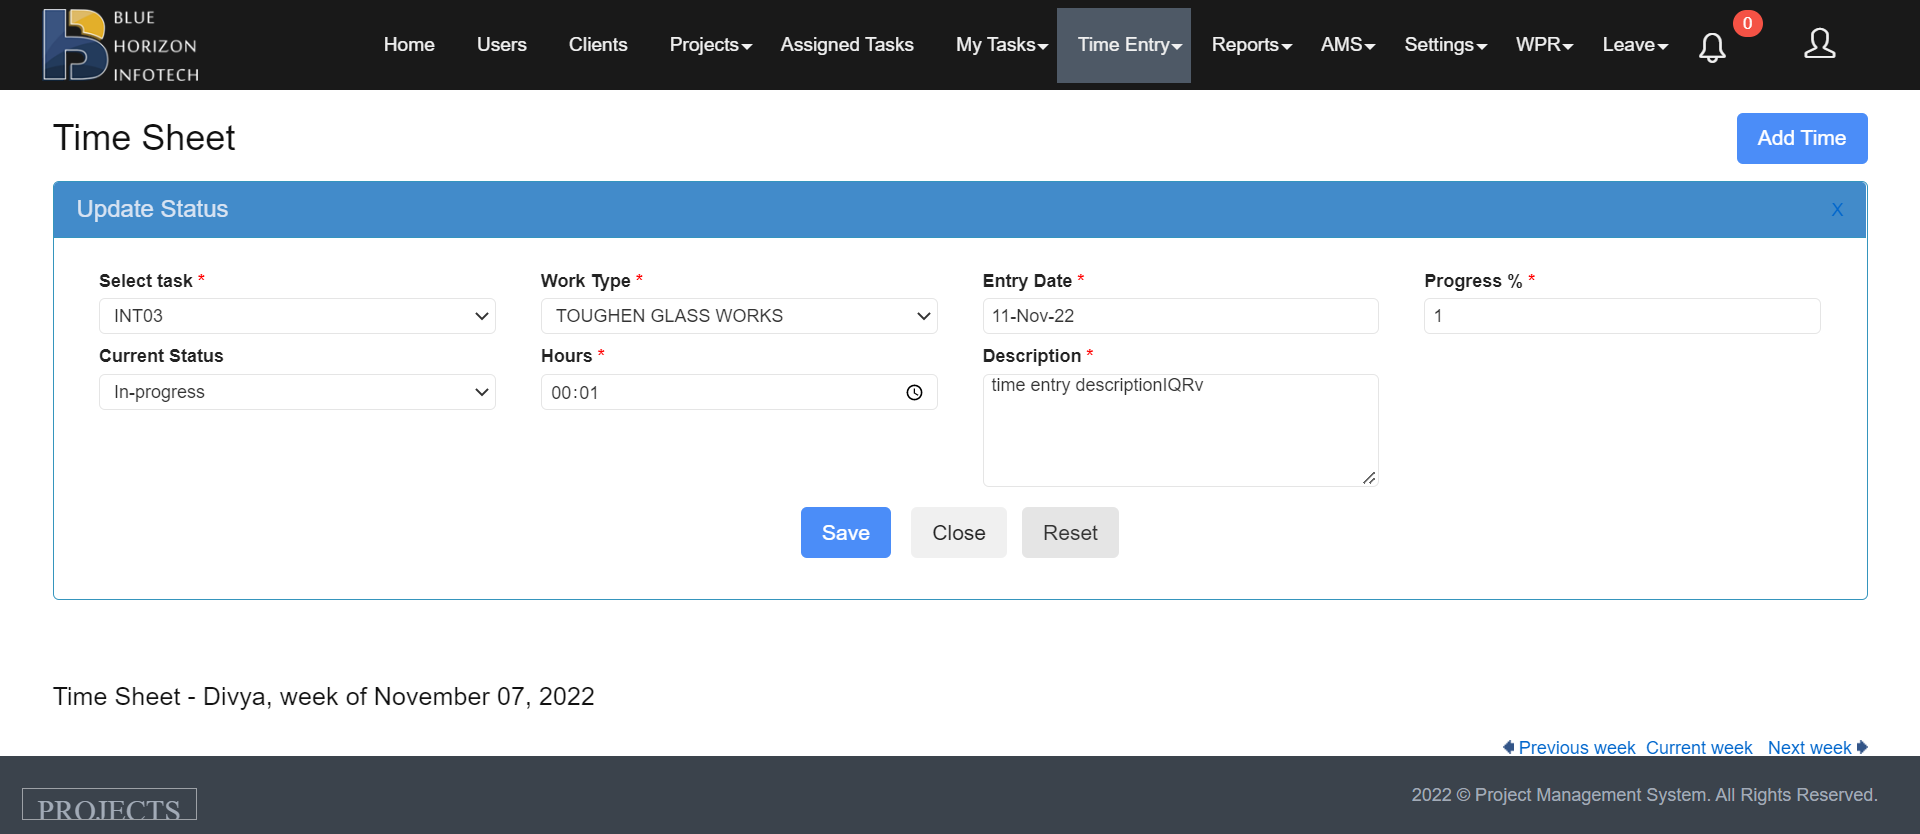 BLUE
HORIZON
INFOTECH
Home Users Clients Projects Assigned Tasks My Tasks Time Entry Reports AMS Settings WPR Leave 0
Time Sheet
Add Time
Update Status
X
Select task *
Work Type *
Entry Date *
Progress % *
INT03
TOUGHEN GLASS WORKS
11-Nov-22
1
Current Status
Hours *
Description *
In-progress
00:01
time entry descriptionIQRv
Save
Close
Reset
Time Sheet - Divya, week of November 07, 2022
Previous week Current week Next week
PROJECTS
2022 © Project Management System. All Rights Reserved.